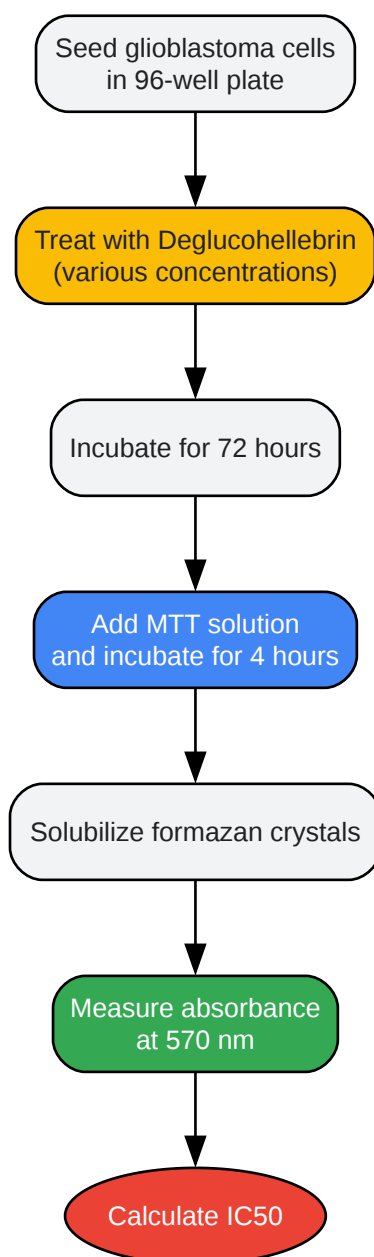 Seed glioblastoma cells
in 96-well plate
Treat with Deglucohellebrin
(various concentrations)
Incubate for 72 hours
Add MTT solution
and incubate for 4 hours
Solubilize formazan crystals
Measure absorbance
at 570 nm
Calculate IC50